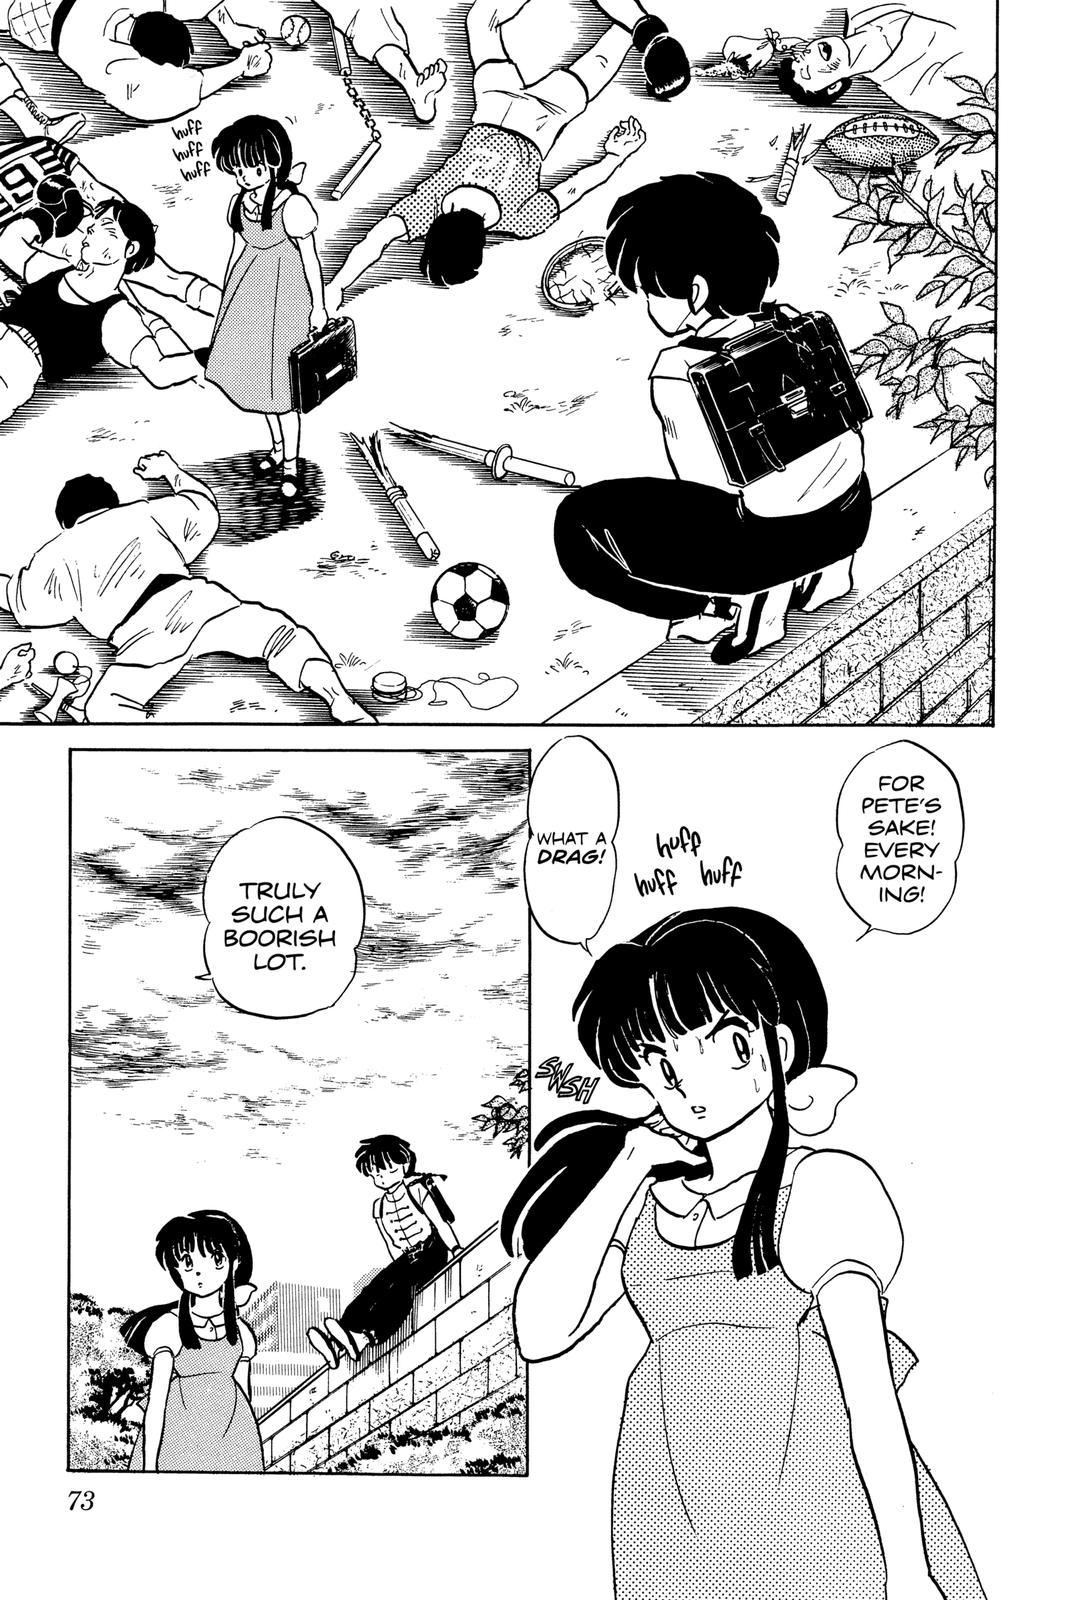 huff
huff
huff
9
FOR
PETE'S
SAKE!
EVERY
MORN-
ING!
huff
huff huff
WHAT A
DRAG!
SWSH
TRULY
SUCH A
BOORISH
LOT.
73